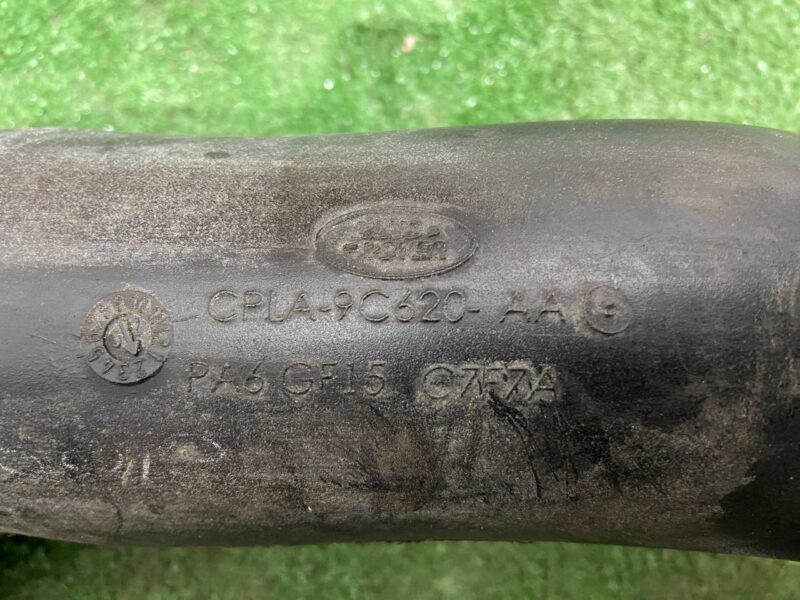 LAND
ROVER
CPLA-9C620-AA
PA6 GF15 C7F7A